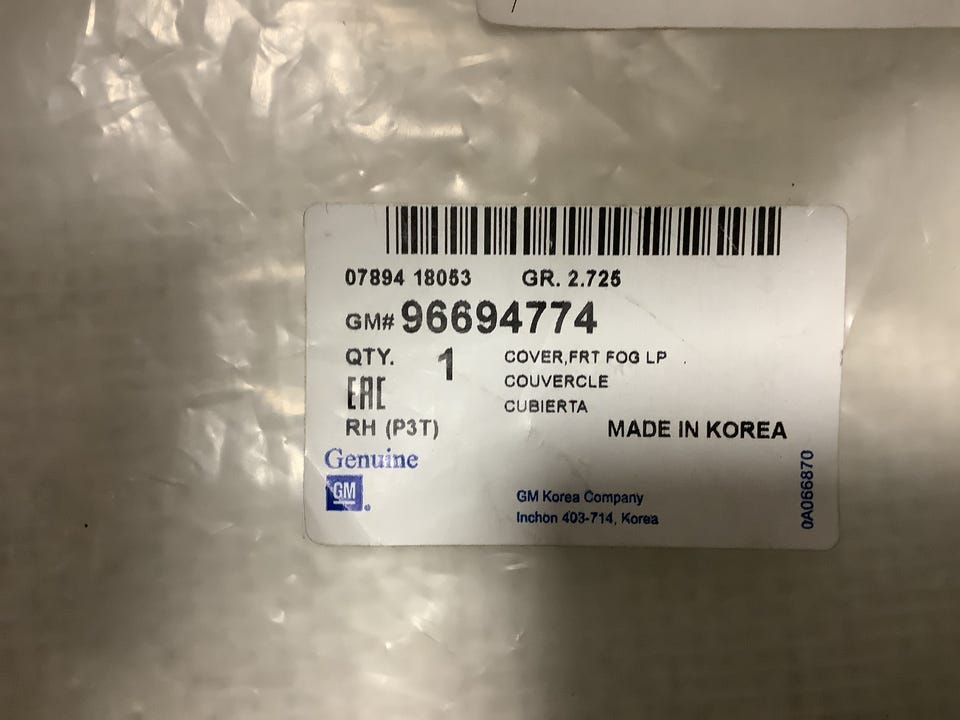 07894 18053 GR. 2.725
GM# 96694774
QTY. 1 COVER,FRT FOG LP
COUVERCLE
EAC CUBIERTA
RH (P3T) MADE IN KOREA
Genuine
GM
GM Korea Company
Inchon 403-714, Korea
0A066870